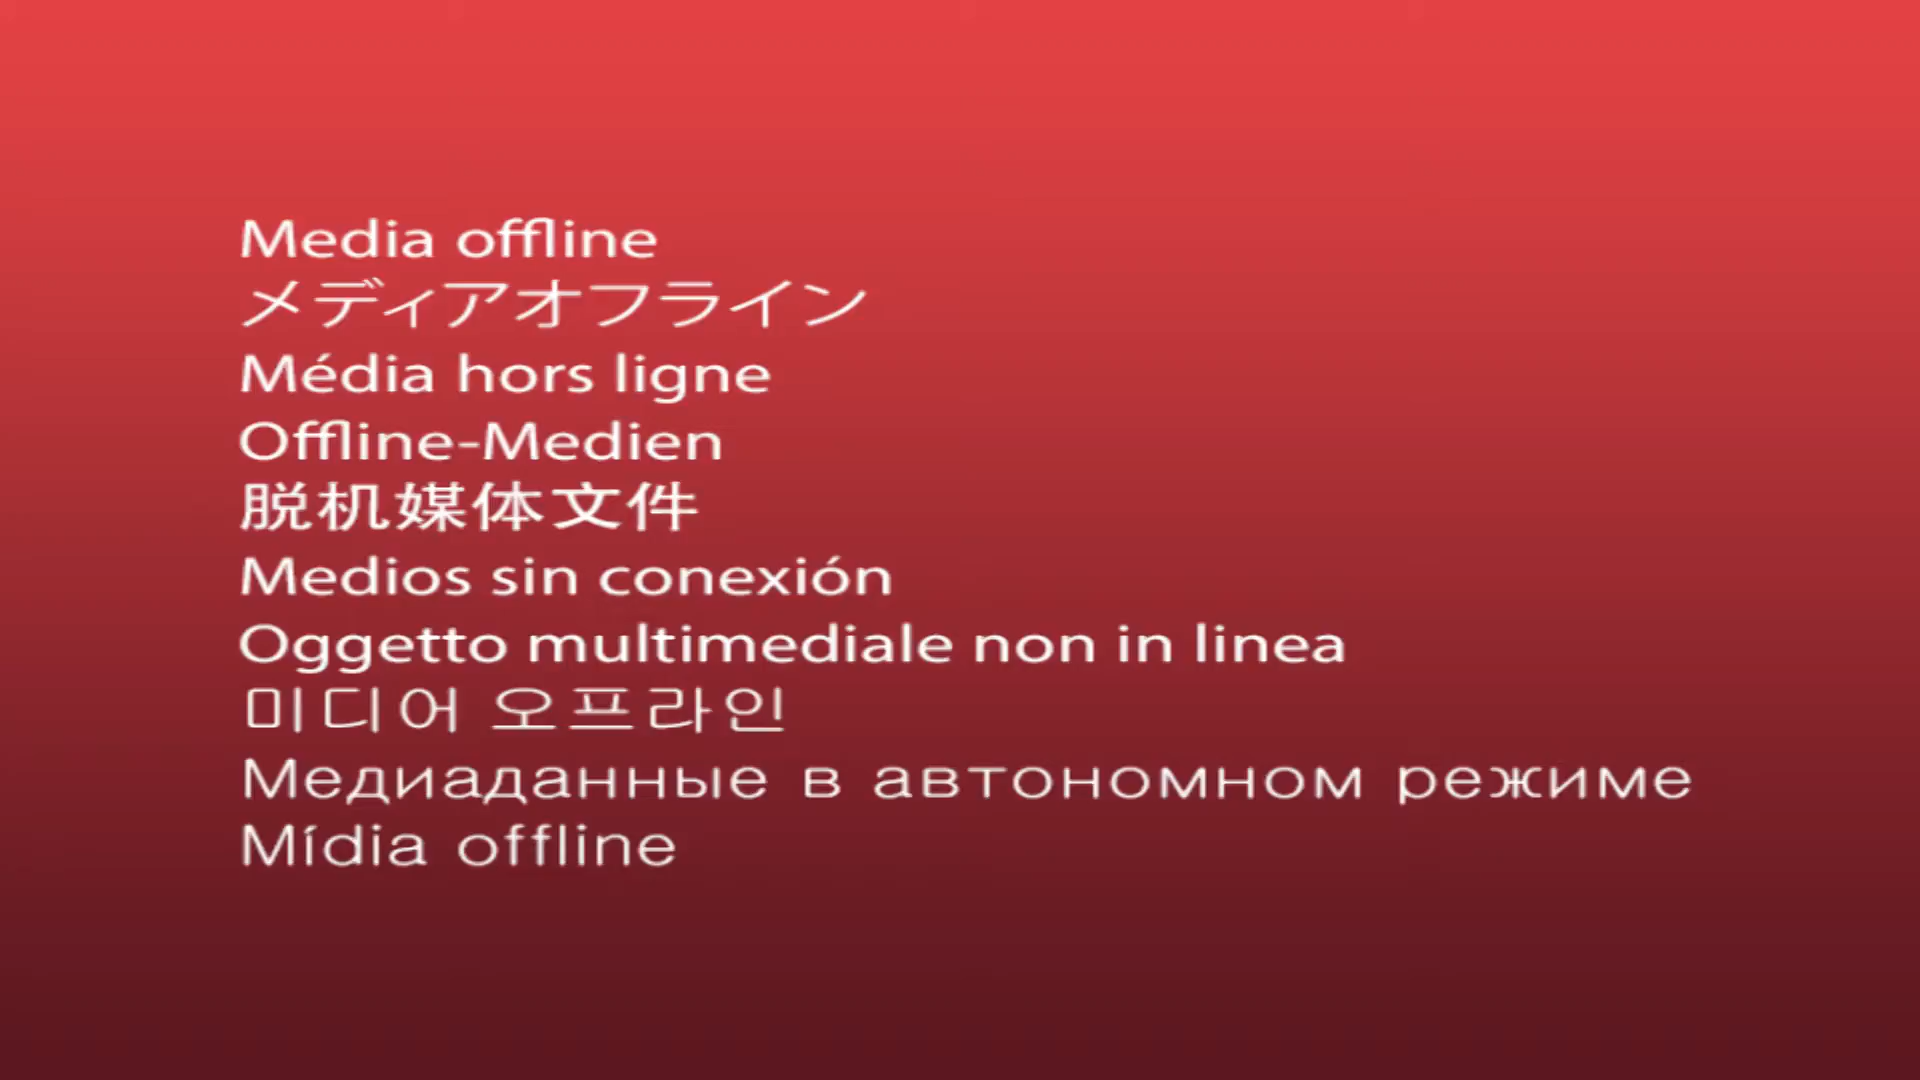 Media offline
メディアオフライン
Média hors ligne
Offline-Medien
脱机媒体文件
Medios sin conexión
Oggetto multimediale non in linea
미디어 오프라인
Медиаданные в автономном режиме
Mídia offline